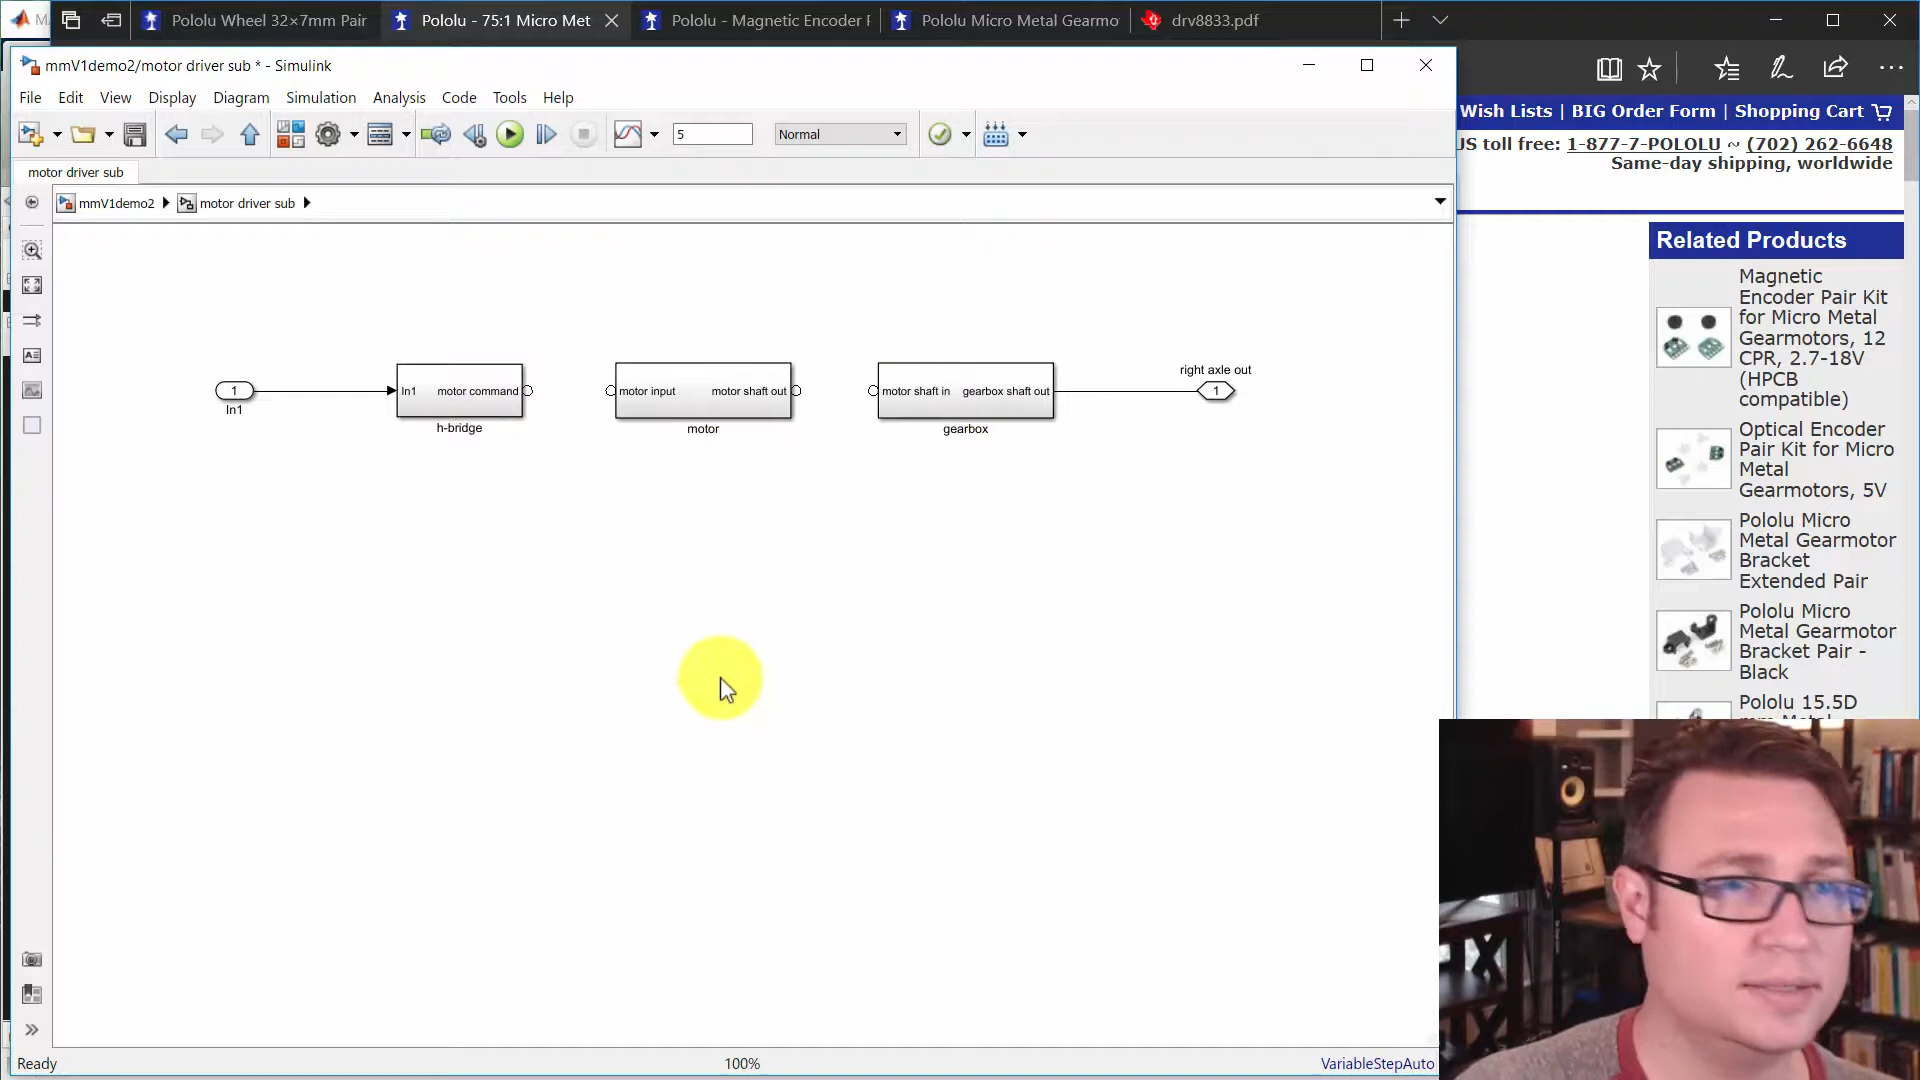 MA
Pololu Wheel 32×7mm Pair
Pololu - 75:1 Micro Met
Pololu - Magnetic Encoder
Pololu Micro Metal Gearmo
drv8833.pdf
mmV1demo2/motor driver sub * - Simulink
File Edit View Display Diagram Simulation Analysis Code Tools Help
5
Normal
motor driver sub
mmV1demo2 motor driver sub
1
In1
In1 motor command
h-bridge
motor input motor shaft out
motor
motor shaft in gearbox shaft out
gearbox
right axle out
1
Ready
100%
VariableStepAuto
Wish Lists | BIG Order Form | Shopping Cart
US toll free: 1-877-7-POLOLU ~ (702) 262-6648
Same-day shipping, worldwide
Related Products
Magnetic
Encoder Pair Kit
for Micro Metal
Gearmotors, 12
CPR, 2.7-18V
(HPCB
compatible)
Optical Encoder
Pair Kit for Micro
Metal
Gearmotors, 5V
Pololu Micro
Metal Gearmotor
Bracket
Extended Pair
Pololu Micro
Metal Gearmotor
Bracket Pair -
Black
Pololu 15.5D
mm Metal